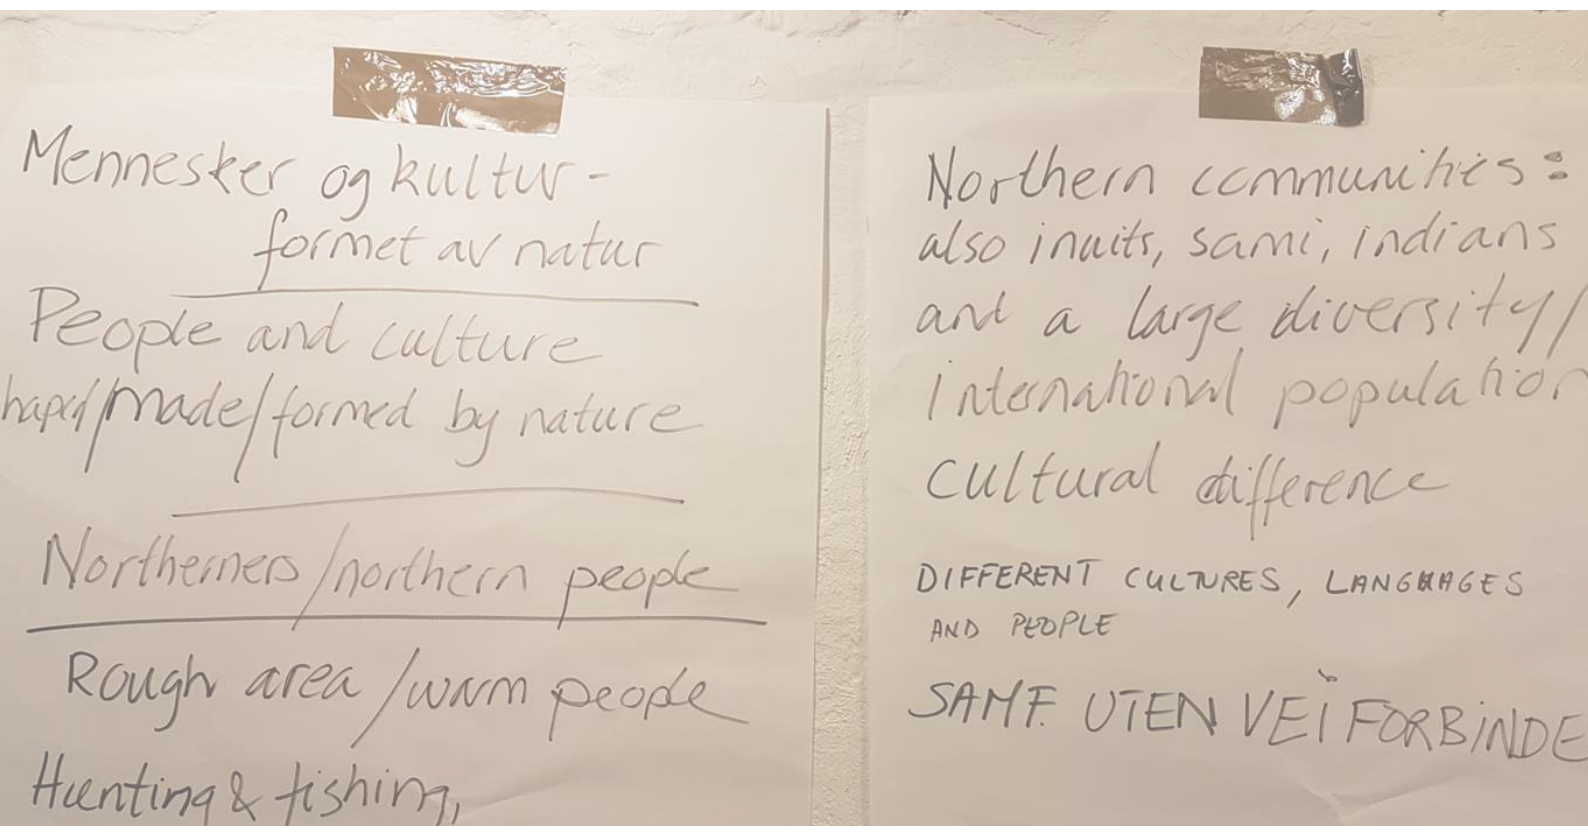 Mennesker og kultur -
formet av natur
People and culture
haped/made/formed by nature
Northerners/northern people
Rough area/warm people
Hunting & fishing,
Northern communities:
also inuits, sami, indians
and a large diversity/
international population
cultural difference
DIFFERENT CULTURES, LANGUAGES
AND PEOPLE
SAMF. UTEN VEIFORBINDE